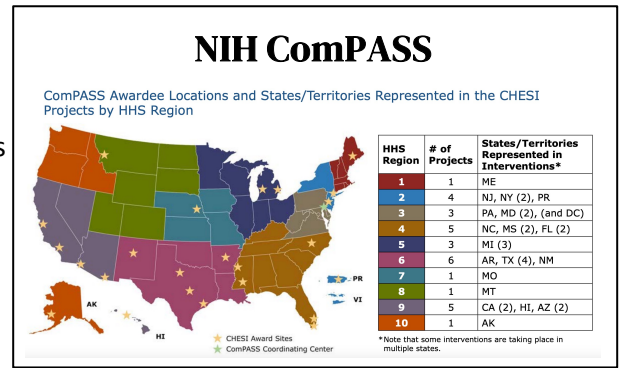 NIH ComPASS
ComPASS Awardee Locations and States/Territories Represented in the CHESI
Projects by HHS Region
S
HHS Region | # of Projects | States/Territories Represented in Interventions*
1 | 1 | ME
2 | 4 | NJ, NY (2), PR
3 | 3 | PA, MD (2), (and DC)
4 | 5 | NC, MS (2), FL (2)
5 | 3 | MI (3)
6 | 6 | AR, TX (4), NM
7 | 1 | MO
8 | 1 | MT
9 | 5 | CA (2), HI, AZ (2)
10 | 1 | AK
PR
VI
AK
HI
CHESI Award Sites
ComPASS Coordinating Center
*Note that some interventions are taking place in
multiple states.